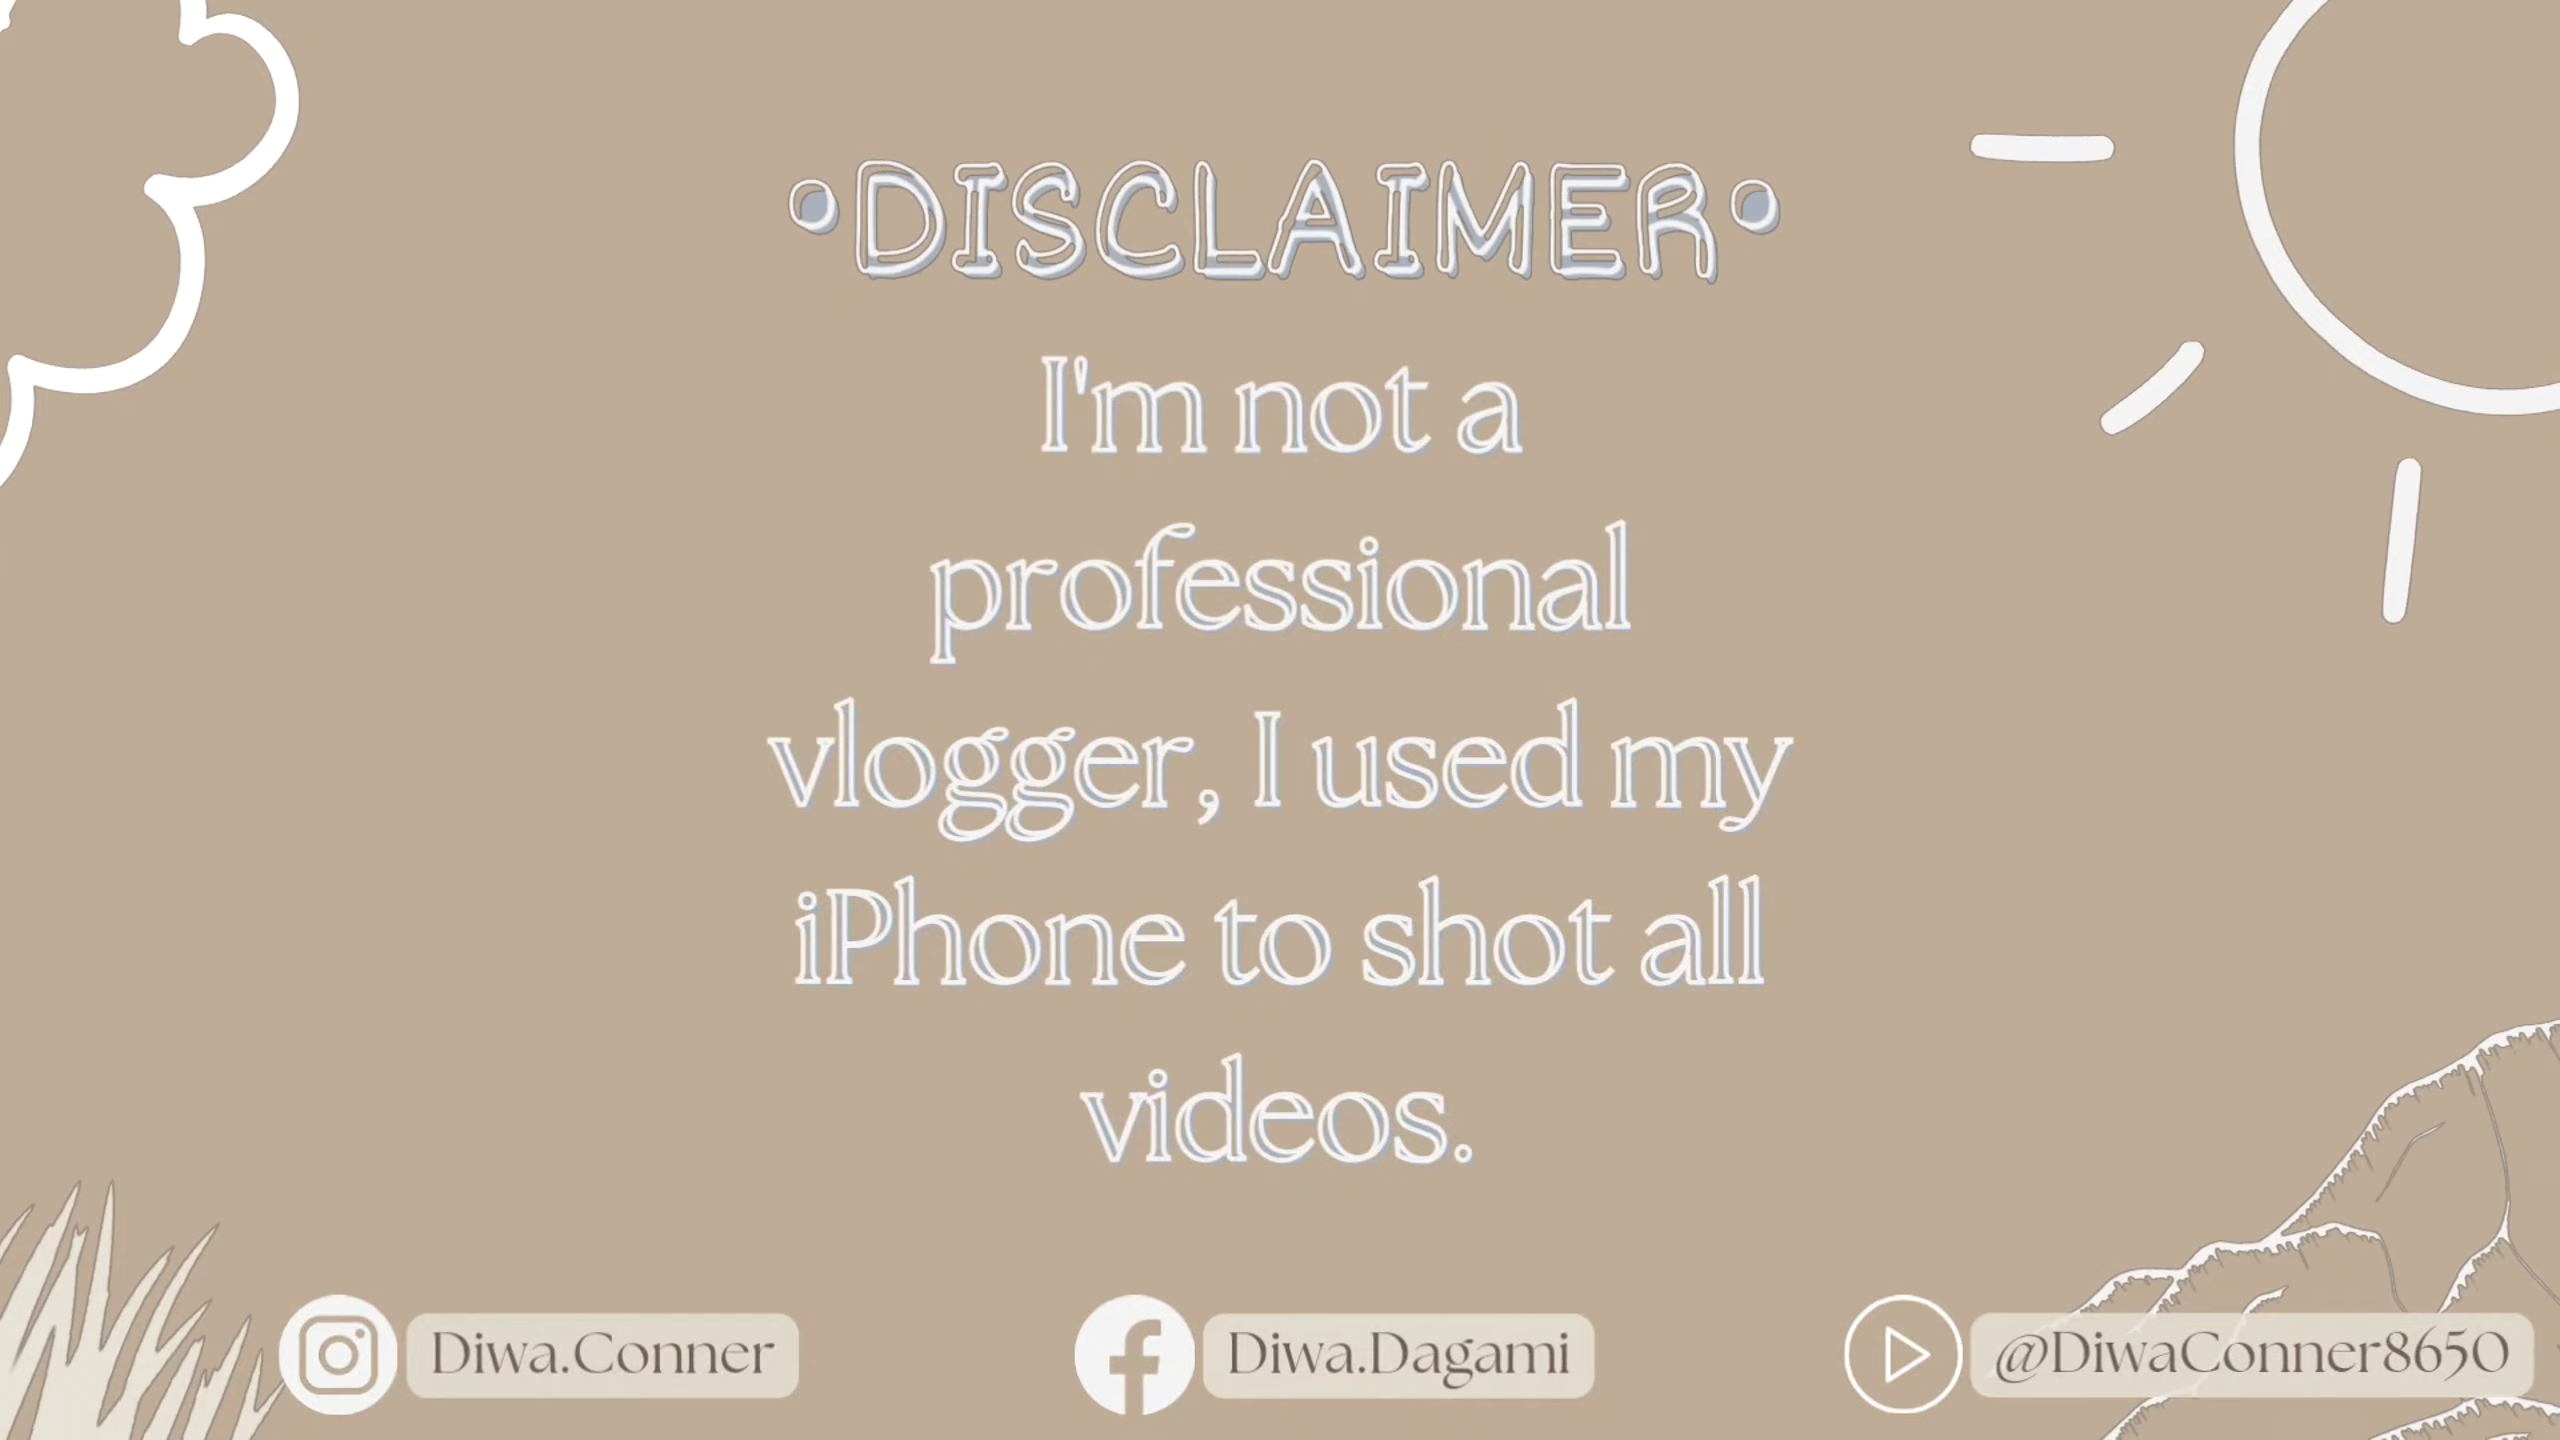 •DISCLAIMER•
I'm not a
professional
vlogger, I used my
iPhone to shot all
videos.
Diwa.Conner
Diwa.Dagami
@DiwaConner8650